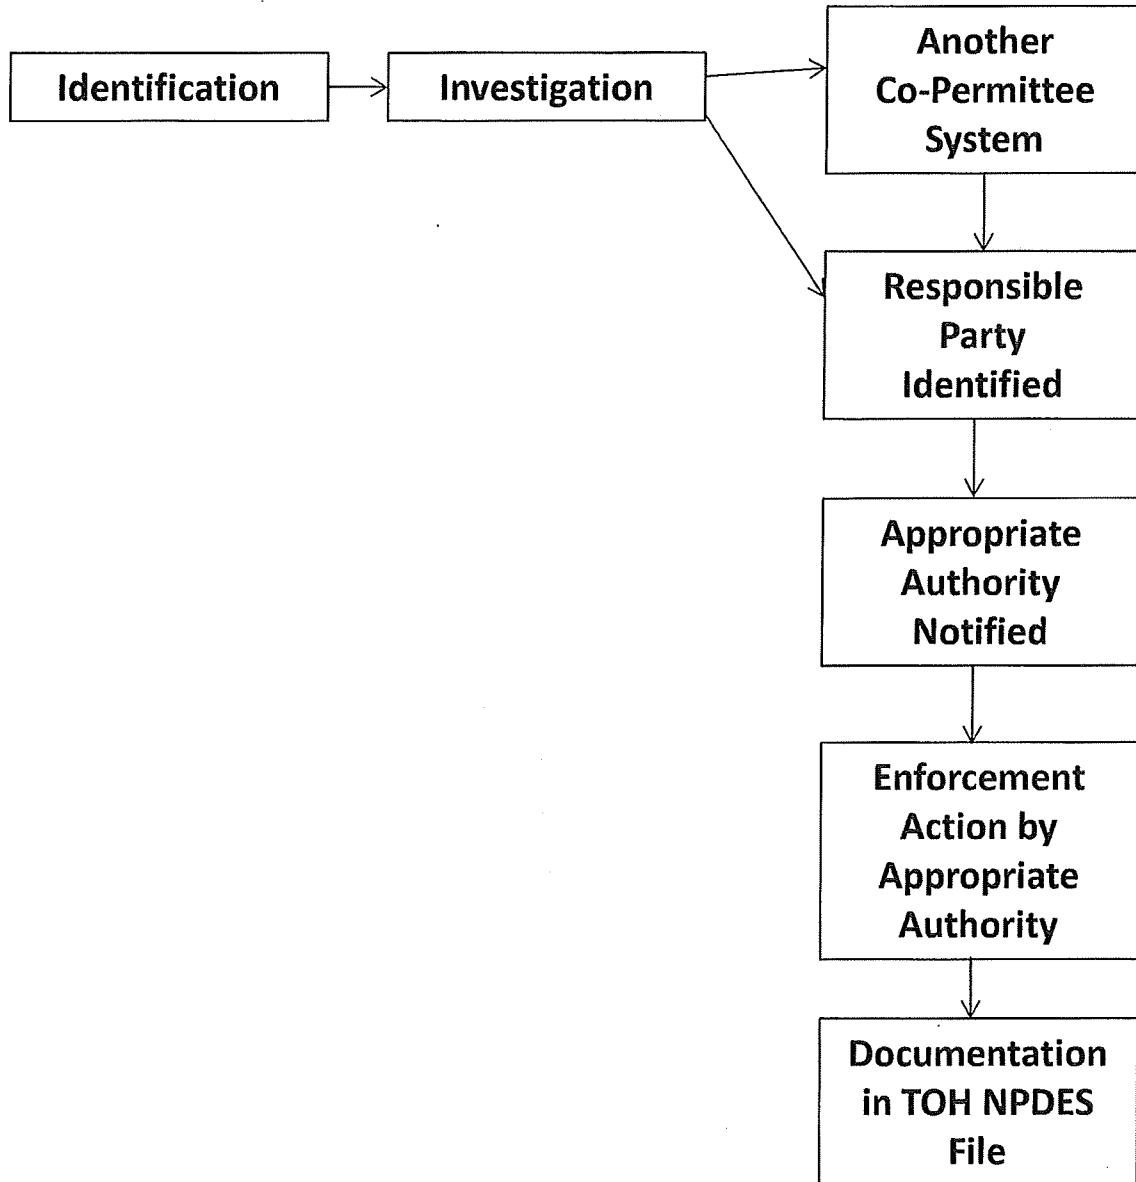 Identification
Investigation
Another
Co-Permittee
System
Responsible
Party
Identified
Appropriate
Authority
Notified
Enforcement
Action by
Appropriate
Authority
Documentation
in TOH NPDES
File